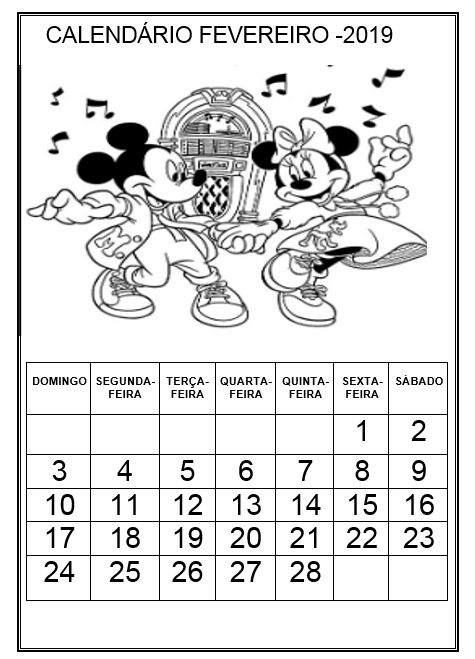 CALENDÁRIO FEVEREIRO -2019
DOMINGO SEGUNDA-FEIRA TERÇA-FEIRA QUARTA-FEIRA QUINTA-FEIRA SEXTA-FEIRA SÁBADO
1 2
3 4 5 6 7 8 9
10 11 12 13 14 15 16
17 18 19 20 21 22 23
24 25 26 27 28